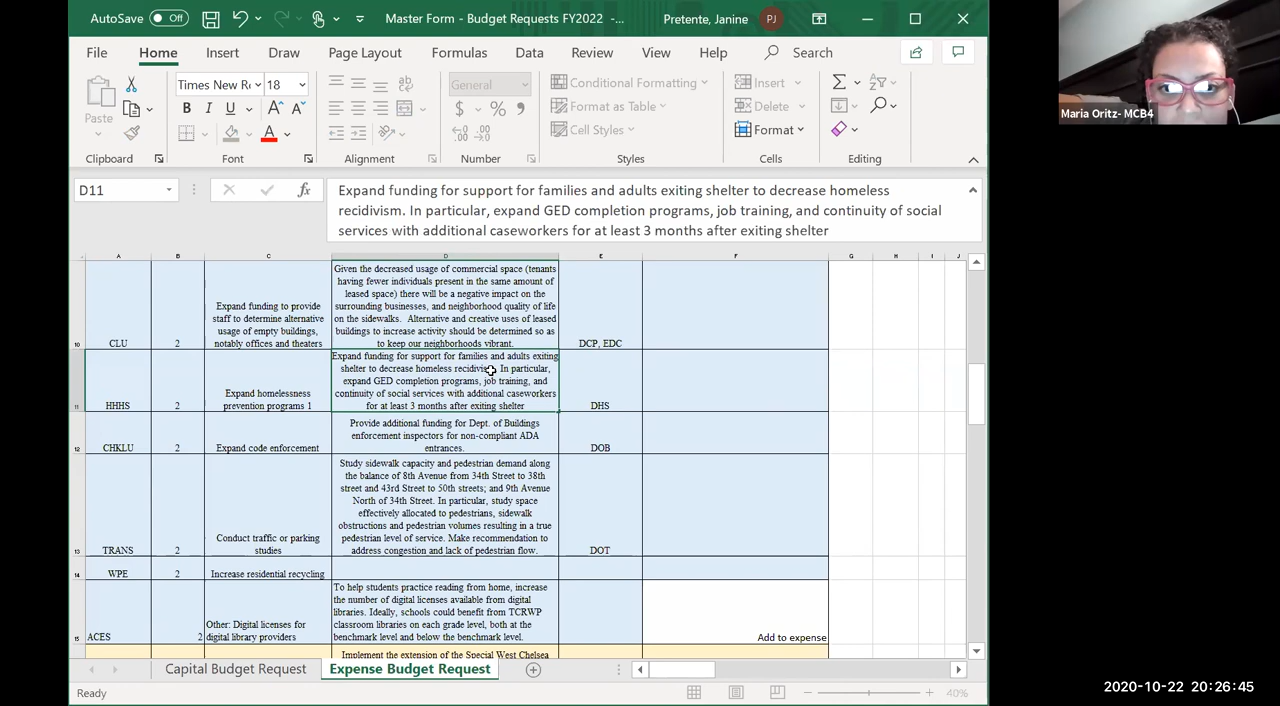 AutoSave Off Master Form - Budget Requests FY2022 -... Pretente, Janine PJ
File Home Insert Draw Page Layout Formulas Data Review View Help Search
Paste Times New Ro 18 General Conditional Formatting Insert
B I U A A $ % , Format as Table Delete
A Cell Styles Format
Clipboard Font Alignment Number Styles Cells Editing
D11 fx Expand funding for support for families and adults exiting shelter to decrease homeless
recidivism. In particular, expand GED completion programs, job training, and continuity of social
services with additional caseworkers for at least 3 months after exiting shelter
A B C D E F G H I J
10 CLU 2
Expand funding to provide
staff to determine alternative
usage of empty buildings,
notably offices and theaters
Given the decreased usage of commercial space (tenants
having fewer individuals present in the same amount of
leased space) there will be a negative impact on the
surrounding businesses, and neighborhood quality of life
on the sidewalks. Alternative and creative uses of leased
buildings to increase activity should be determined so as
to keep our neighborhoods vibrant.
DCP, EDC
11 HHHS 2
Expand homelessness
prevention programs 1
Expand funding for support for families and adults exiting
shelter to decrease homeless recidivism. In particular,
expand GED completion programs, job training, and
continuity of social services with additional caseworkers
for at least 3 months after exiting shelter
DHS
12 CHKLU 2
Expand code enforcement
Provide additional funding for Dept. of Buildings
enforcement inspectors for non-compliant ADA
entrances.
DOB
13 TRANS 2
Conduct traffic or parking
studies
Study sidewalk capacity and pedestrian demand along
the balance of 8th Avenue from 34th Street to 38th
street and 43rd Street to 50th streets; and 9th Avenue
North of 34th Street. In particular, study space
effectively allocated to pedestrians, sidewalk
obstructions and pedestrian volumes resulting in a true
pedestrian level of service. Make recommendation to
address congestion and lack of pedestrian flow.
DOT
14 WPE 2 Increase residential recycling
15 ACES 2
Other: Digital licenses for
digital library providers
To help students practice reading from home, increase
the number of digital licenses available from digital
libraries. Ideally, schools could benefit from TCRWP
classroom libraries on each grade level, both at the
benchmark level and below the benchmark level.
Add to expense
Implement the extension of the Special West Chelsea
Capital Budget Request Expense Budget Request
Ready 40%
Maria Oritz- MCB4
2020-10-22 20:26:45